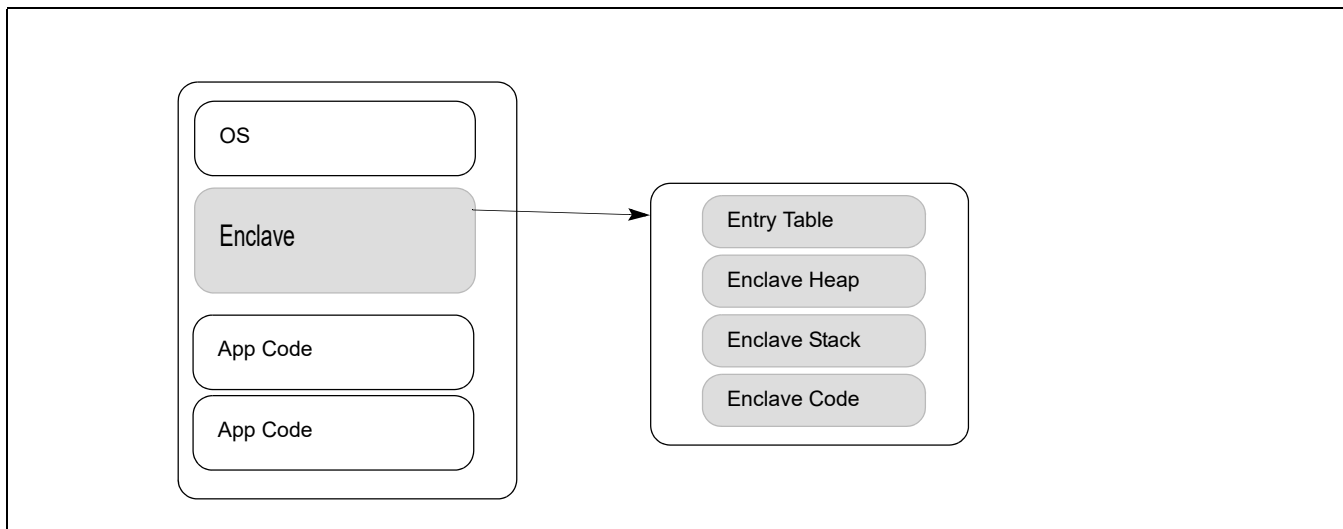 OS
Enclave
App Code
App Code
Entry Table
Enclave Heap
Enclave Stack
Enclave Code